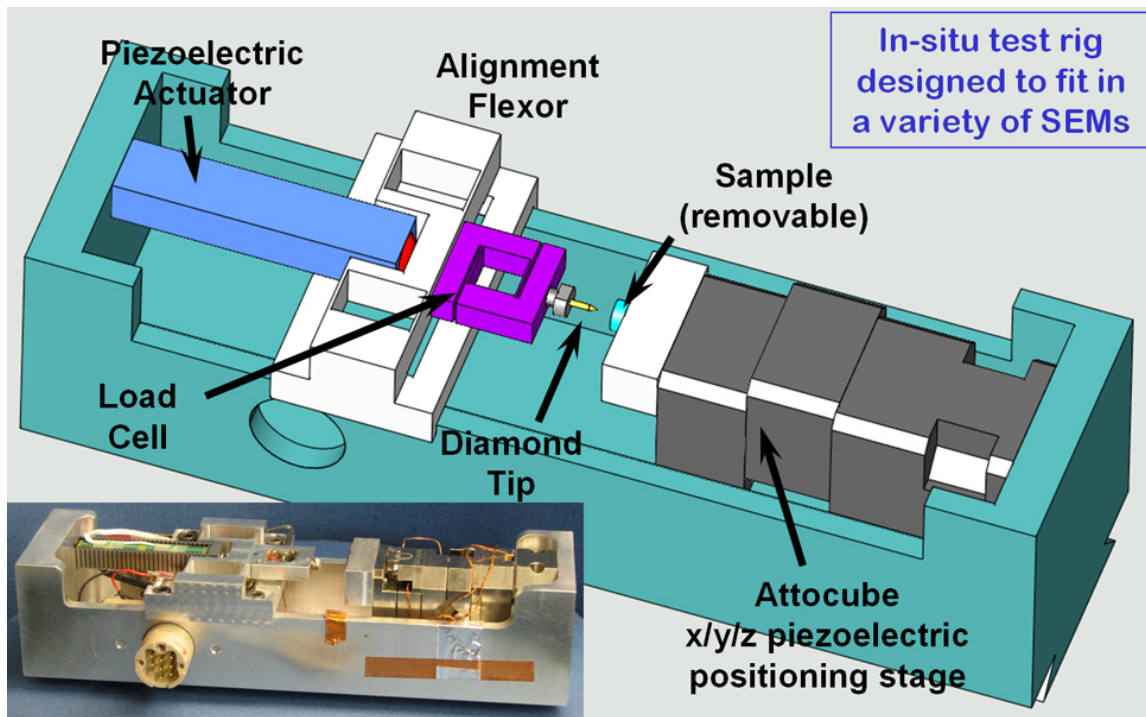 Piezoelectric
Actuator
Alignment
Flexor
In-situ test rig
designed to fit in
a variety of SEMs
Sample
(removable)
Load
Cell
Diamond
Tip
Attocube
x/y/z piezoelectric
positioning stage